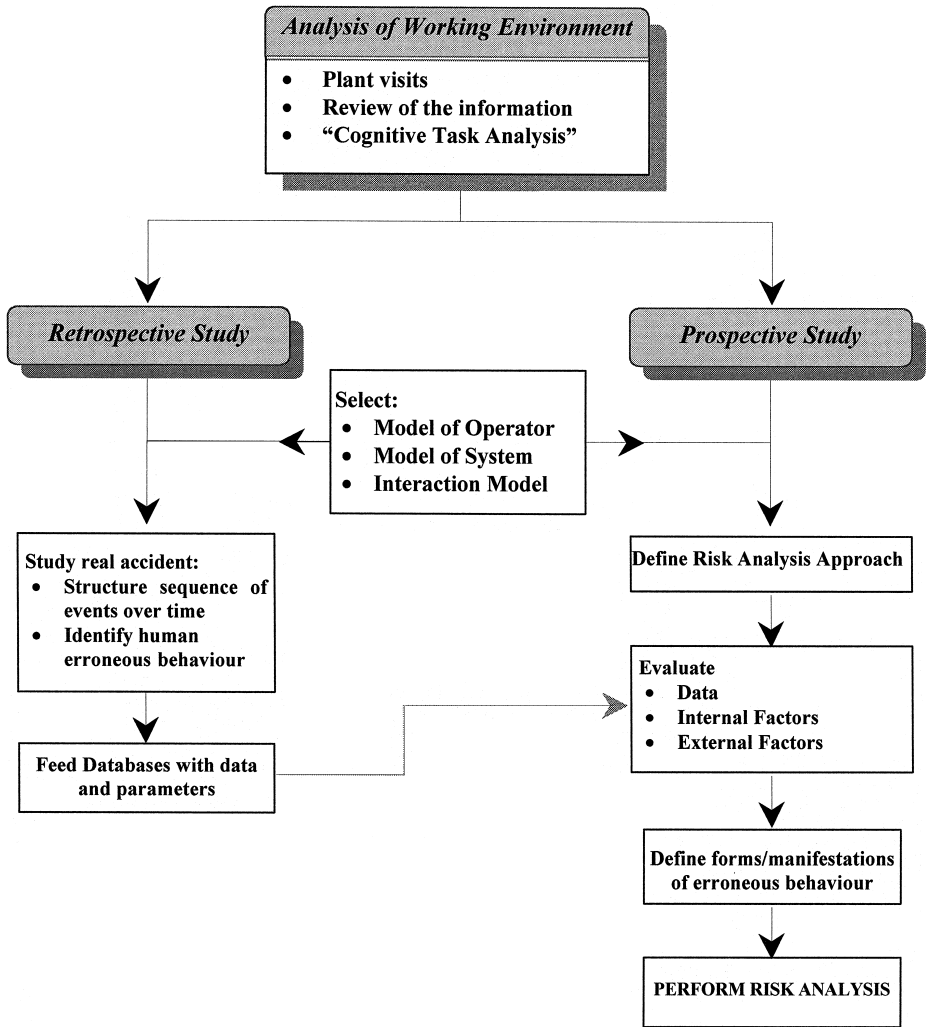 Analysis of Working Environment
• Plant visits
• Review of the information
• “Cognitive Task Analysis”
Retrospective Study
Prospective Study
Select:
• Model of Operator
• Model of System
• Interaction Model
Study real accident:
• Structure sequence of
events over time
• Identify human
erroneous behaviour
Feed Databases with data
and parameters
Define Risk Analysis Approach
Evaluate
• Data
• Internal Factors
• External Factors
Define forms/manifestations
of erroneous behaviour
PERFORM RISK ANALYSIS